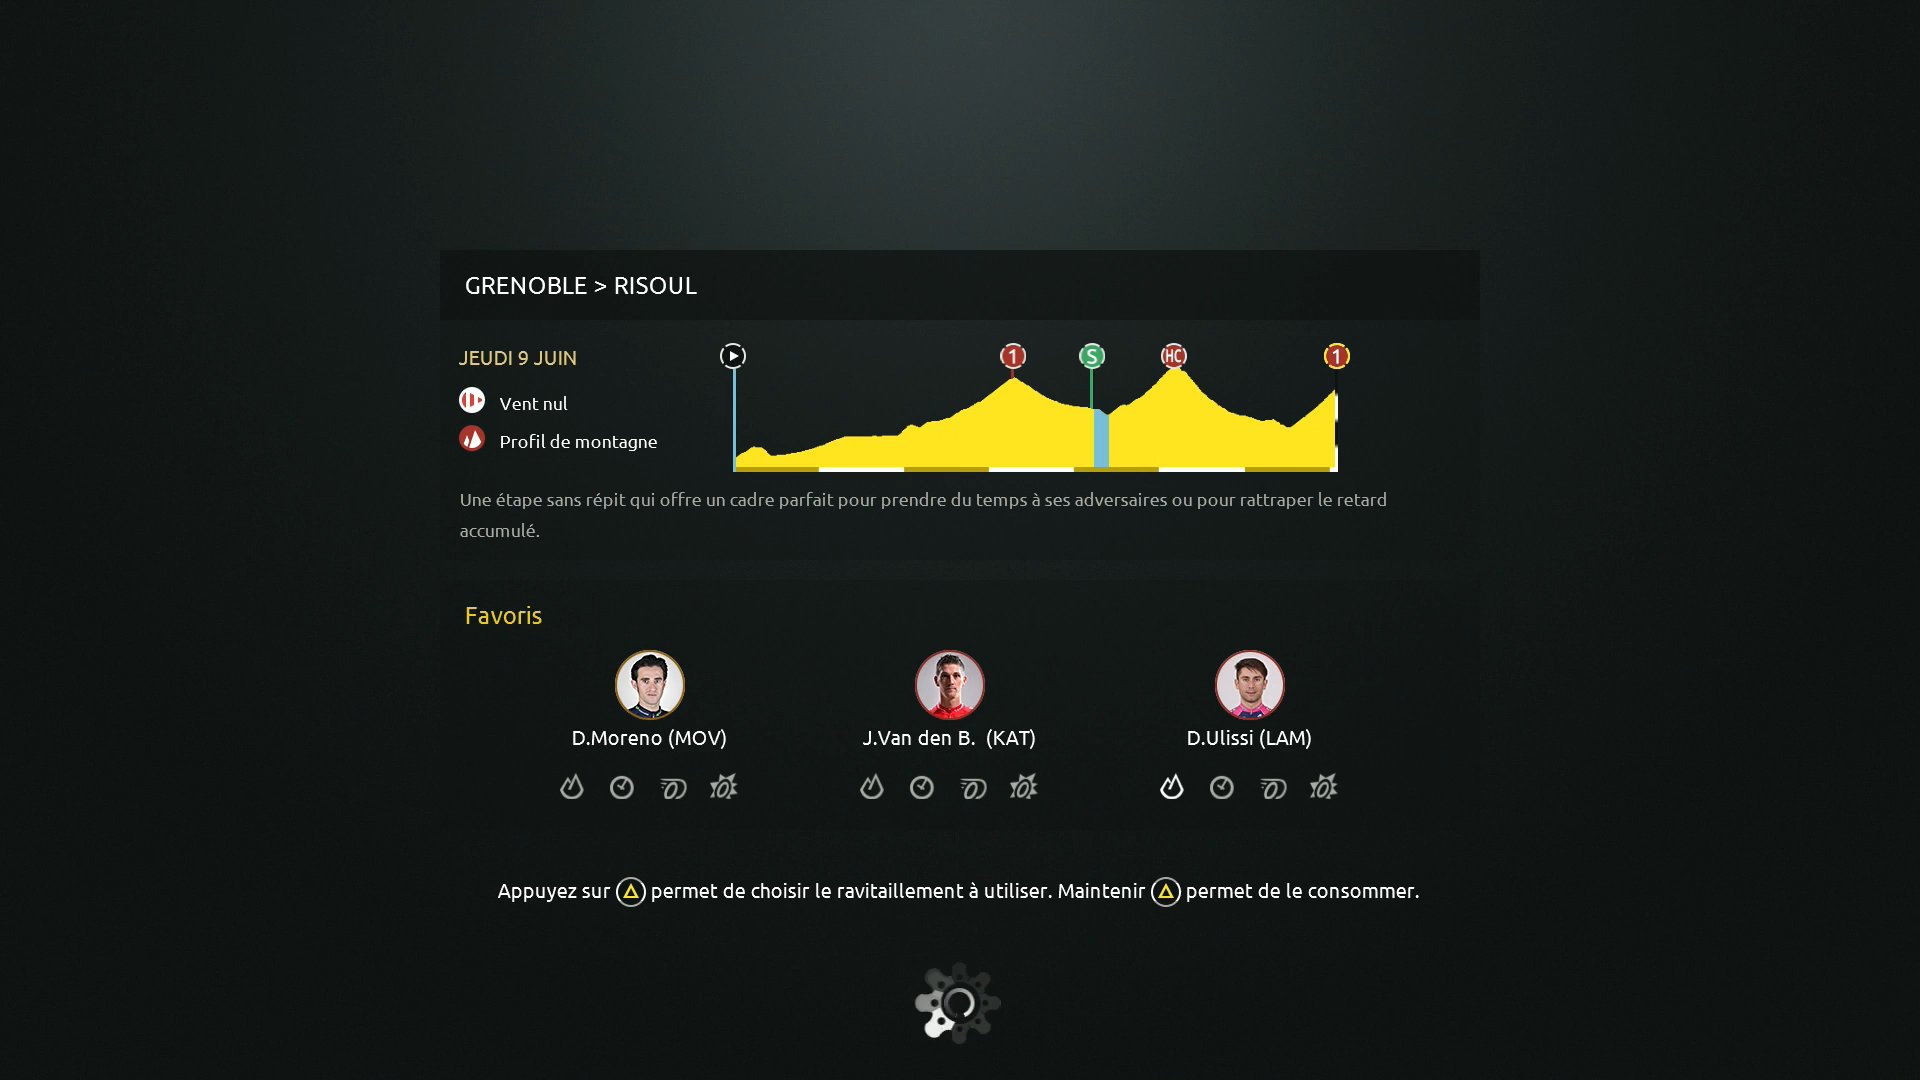 GRENOBLE > RISOUL
JEUDI 9 JUIN
1
S
HC
1
Vent nul
Profil de montagne
Une étape sans répit qui offre un cadre parfait pour prendre du temps à ses adversaires ou pour rattraper le retard
accumulé.
Favoris
D.Moreno (MOV)
J.Van den B. (KAT)
D.Ulissi (LAM)
Appuyez sur permet de choisir le ravitaillement à utiliser. Maintenir permet de le consommer.